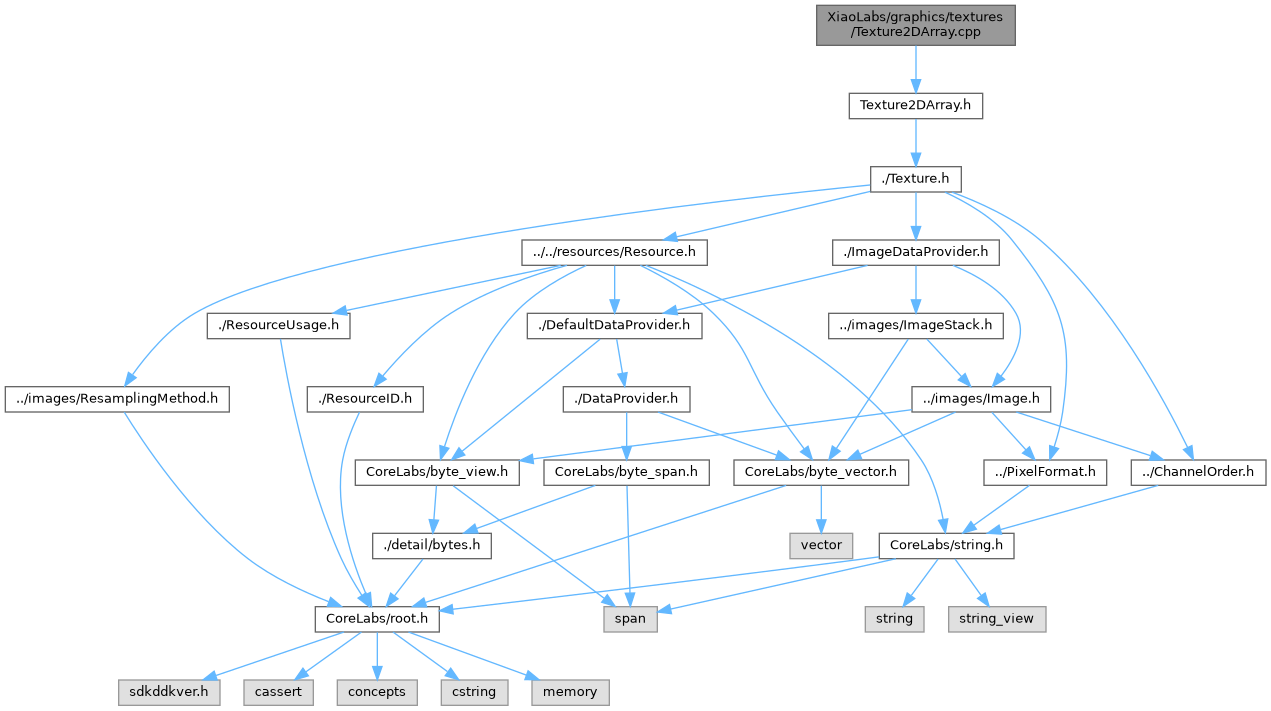 XiaoLabs/graphics/textures
/Texture2DArray.cpp
Texture2DArray.h
./Texture.h
../../resources/Resource.h
./ImageDataProvider.h
./ResourceUsage.h
./DefaultDataProvider.h
../images/ImageStack.h
../images/ResamplingMethod.h
./ResourceID.h
./DataProvider.h
../images/Image.h
CoreLabs/byte_view.h
CoreLabs/byte_span.h
CoreLabs/byte_vector.h
../PixelFormat.h
../ChannelOrder.h
./detail/bytes.h
vector
CoreLabs/string.h
CoreLabs/root.h
span
string
string_view
sdkddkver.h
cassert
concepts
cstring
memory